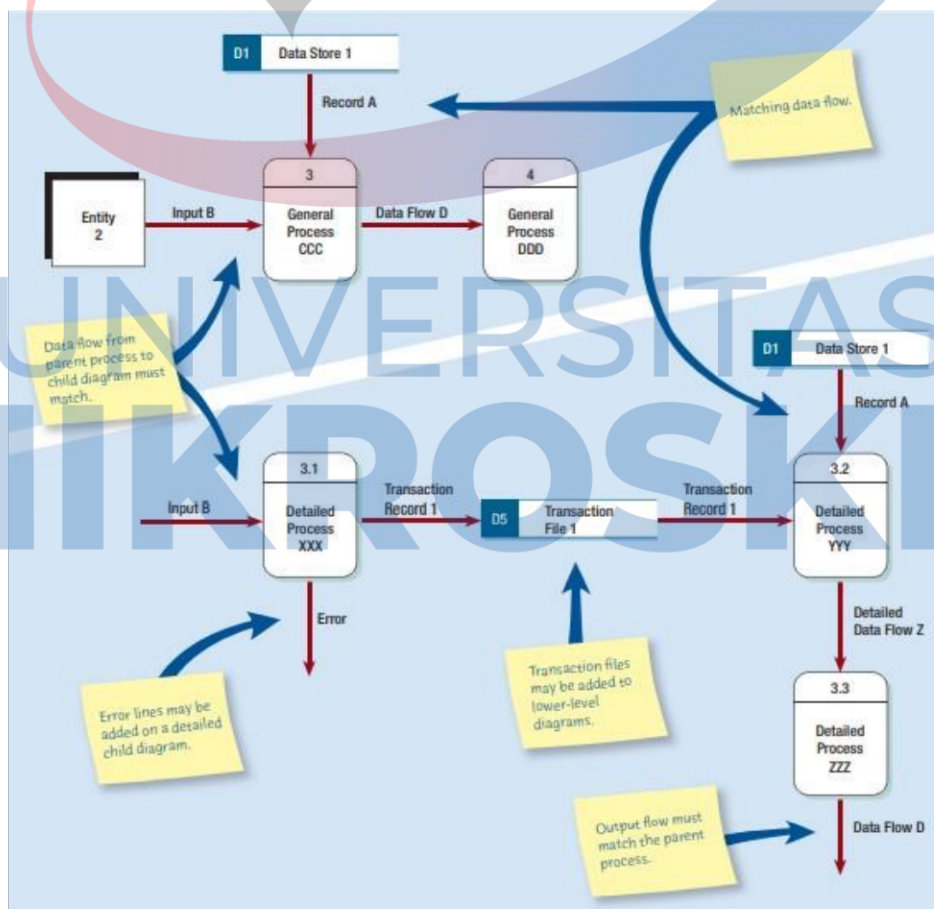 D1 Data Store 1
Record A
Matching data flow.
3
General
Process
CCC
4
General
Process
DDD
Entity
2
Input B
Data Flow D
UNIVERSITAS
Data flow from
parent process to
child diagram must
match.
D1 Data Store 1
Record A
MIKROSKI
3.1
Detailed
Process
XXX
Input B
Transaction
Record 1
D5 Transaction
File 1
Transaction
Record 1
3.2
Detailed
Process
YYY
Error
Detailed
Data Flow Z
Error lines may be
added on a detailed
child diagram.
Transaction files
may be added to
lower-level
diagrams.
3.3
Detailed
Process
ZZZ
Output flow must
match the parent
process.
Data Flow D